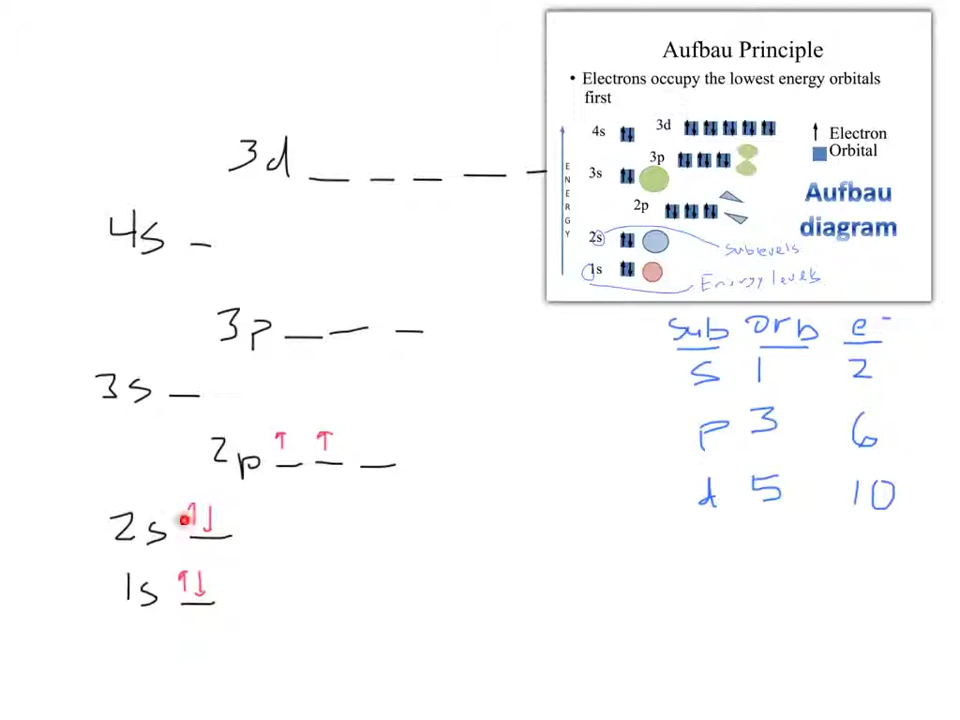 Aufbau Principle
• Electrons occupy the lowest energy orbitals
first
4s 3d
3p
3s
2p
2s
1s
ENERGY
Electron
Orbital
Aufbau
diagram
Sublevels
Energy levels
3d
4s
3p
3s
2p ↑ ↑
2s ↑↓
1s ↑↓
Sub Orb e⁻
S 1 2
p 3 6
d 5 10